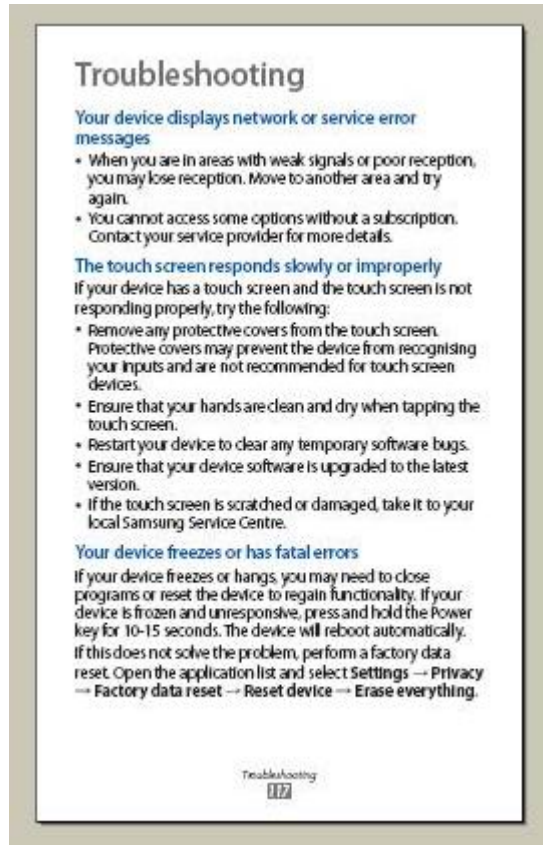 Troubleshooting
Your device displays network or service error
messages
• When you are in areas with weak signals or poor reception,
you may lose reception. Move to another area and try
again.
• You cannot access some options without a subscription.
Contact your service provider for more details.
The touch screen responds slowly or improperly
If your device has a touch screen and the touch screen is not
responding properly, try the following:
• Remove any protective covers from the touch screen.
Protective covers may prevent the device from recognising
your inputs and are not recommended for touch screen
devices.
• Ensure that your hands are clean and dry when tapping the
touch screen.
• Restart your device to clear any temporary software bugs.
• Ensure that your device software is upgraded to the latest
version.
• If the touch screen is scratched or damaged, take it to your
local Samsung Service Centre.
Your device freezes or has fatal errors
If your device freezes or hangs, you may need to close
programs or reset the device to regain functionality. If your
device is frozen and unresponsive, press and hold the Power
key for 10-15 seconds. The device will reboot automatically.
If this does not solve the problem, perform a factory data
reset. Open the application list and select Settings → Privacy
→ Factory data reset → Reset device → Erase everything.
Troubleshooting
117